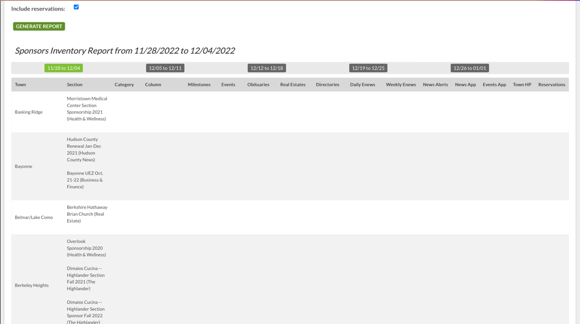 Include reservations:
GENERATE REPORT
Sponsors Inventory Report from 11/28/2022 to 12/04/2022
11/28 to 12/04 12/05 to 12/11 12/12 to 12/18 12/19 to 12/25 12/26 to 01/01
Town Section Category Column Milestones Events Obituaries Real Estates Directories Daily Enews Weekly Enews News Alerts News App Events App Town HP Reservations
Basking Ridge
Morristown Medical
Center Section
Sponsorship 2021
(Health & Wellness)
Bayonne
Hudson County
Renewal Jan-Dec
2021 (Hudson
County News)
Bayonne UEZ Oct.
21-22 (Business &
Finance)
Belmar/Lake Como
Berkshire Hathaway
Brian Church (Real
Estate)
Berkeley Heights
Overlook
Sponsorship 2020
(Health & Wellness)
Dimaios Cucina --
Highlander Section
Fall 2021 (The
Highlander)
Dimaios Cucina --
Highlander Section
Sponsor Fall 2022
(The Highlander)